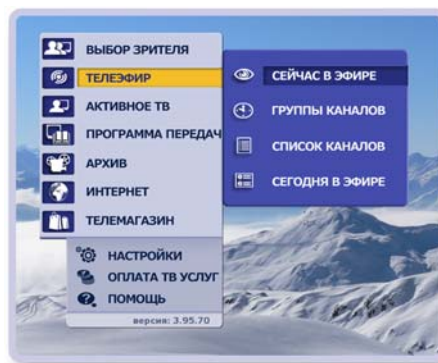 ВЫБОР ЗРИТЕЛЯ
ТЕЛЕЭФИР
АКТИВНОЕ ТВ
ПРОГРАММА ПЕРЕДАЧ
АРХИВ
ИНТЕРНЕТ
ТЕЛЕМАГАЗИН
НАСТРОЙКИ
ОПЛАТА ТВ УСЛУГ
ПОМОЩЬ
версия: 3.95.70
СЕЙЧАС В ЭФИРЕ
ГРУППЫ КАНАЛОВ
СПИСОК КАНАЛОВ
СЕГОДНЯ В ЭФИРЕ